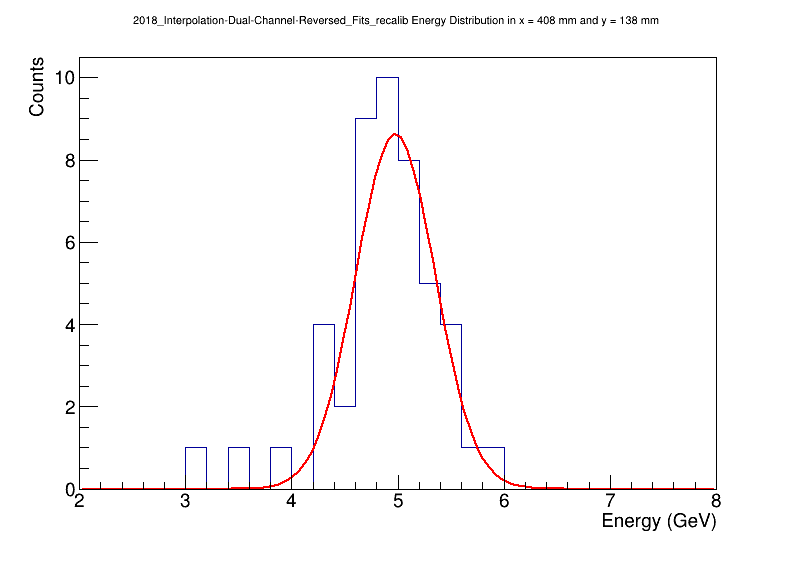 2018_Interpolation-Dual-Channel-Reversed_Fits_recalib Energy Distribution in x = 408 mm and y = 138 mm
Counts
10
8
6
4
2
0
2 3 4 5 6 7 8
Energy (GeV)